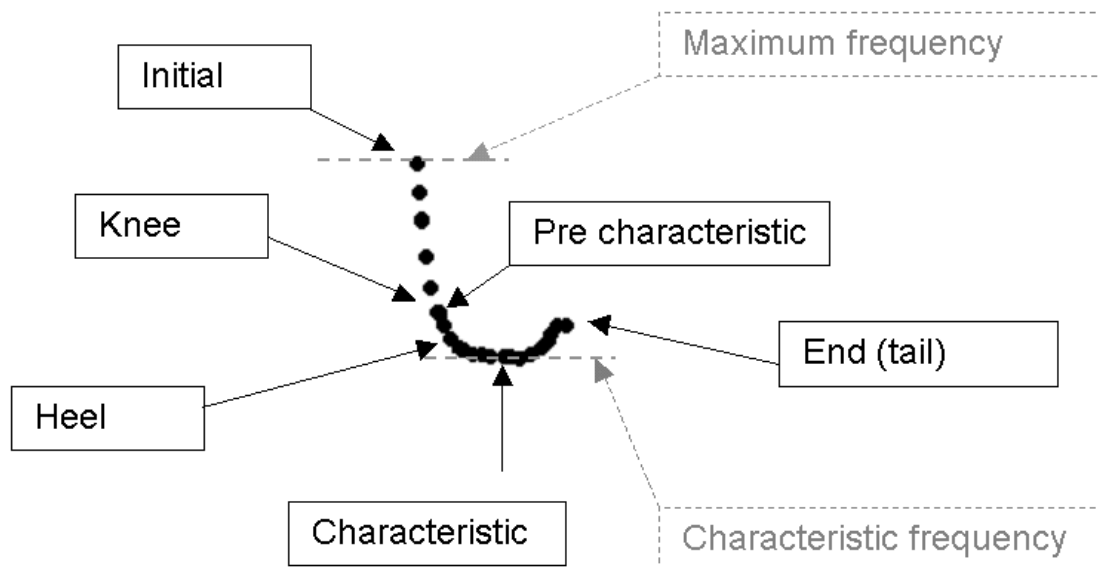 Maximum frequency
Initial
Knee
Pre characteristic
End (tail)
Heel
Characteristic
Characteristic frequency